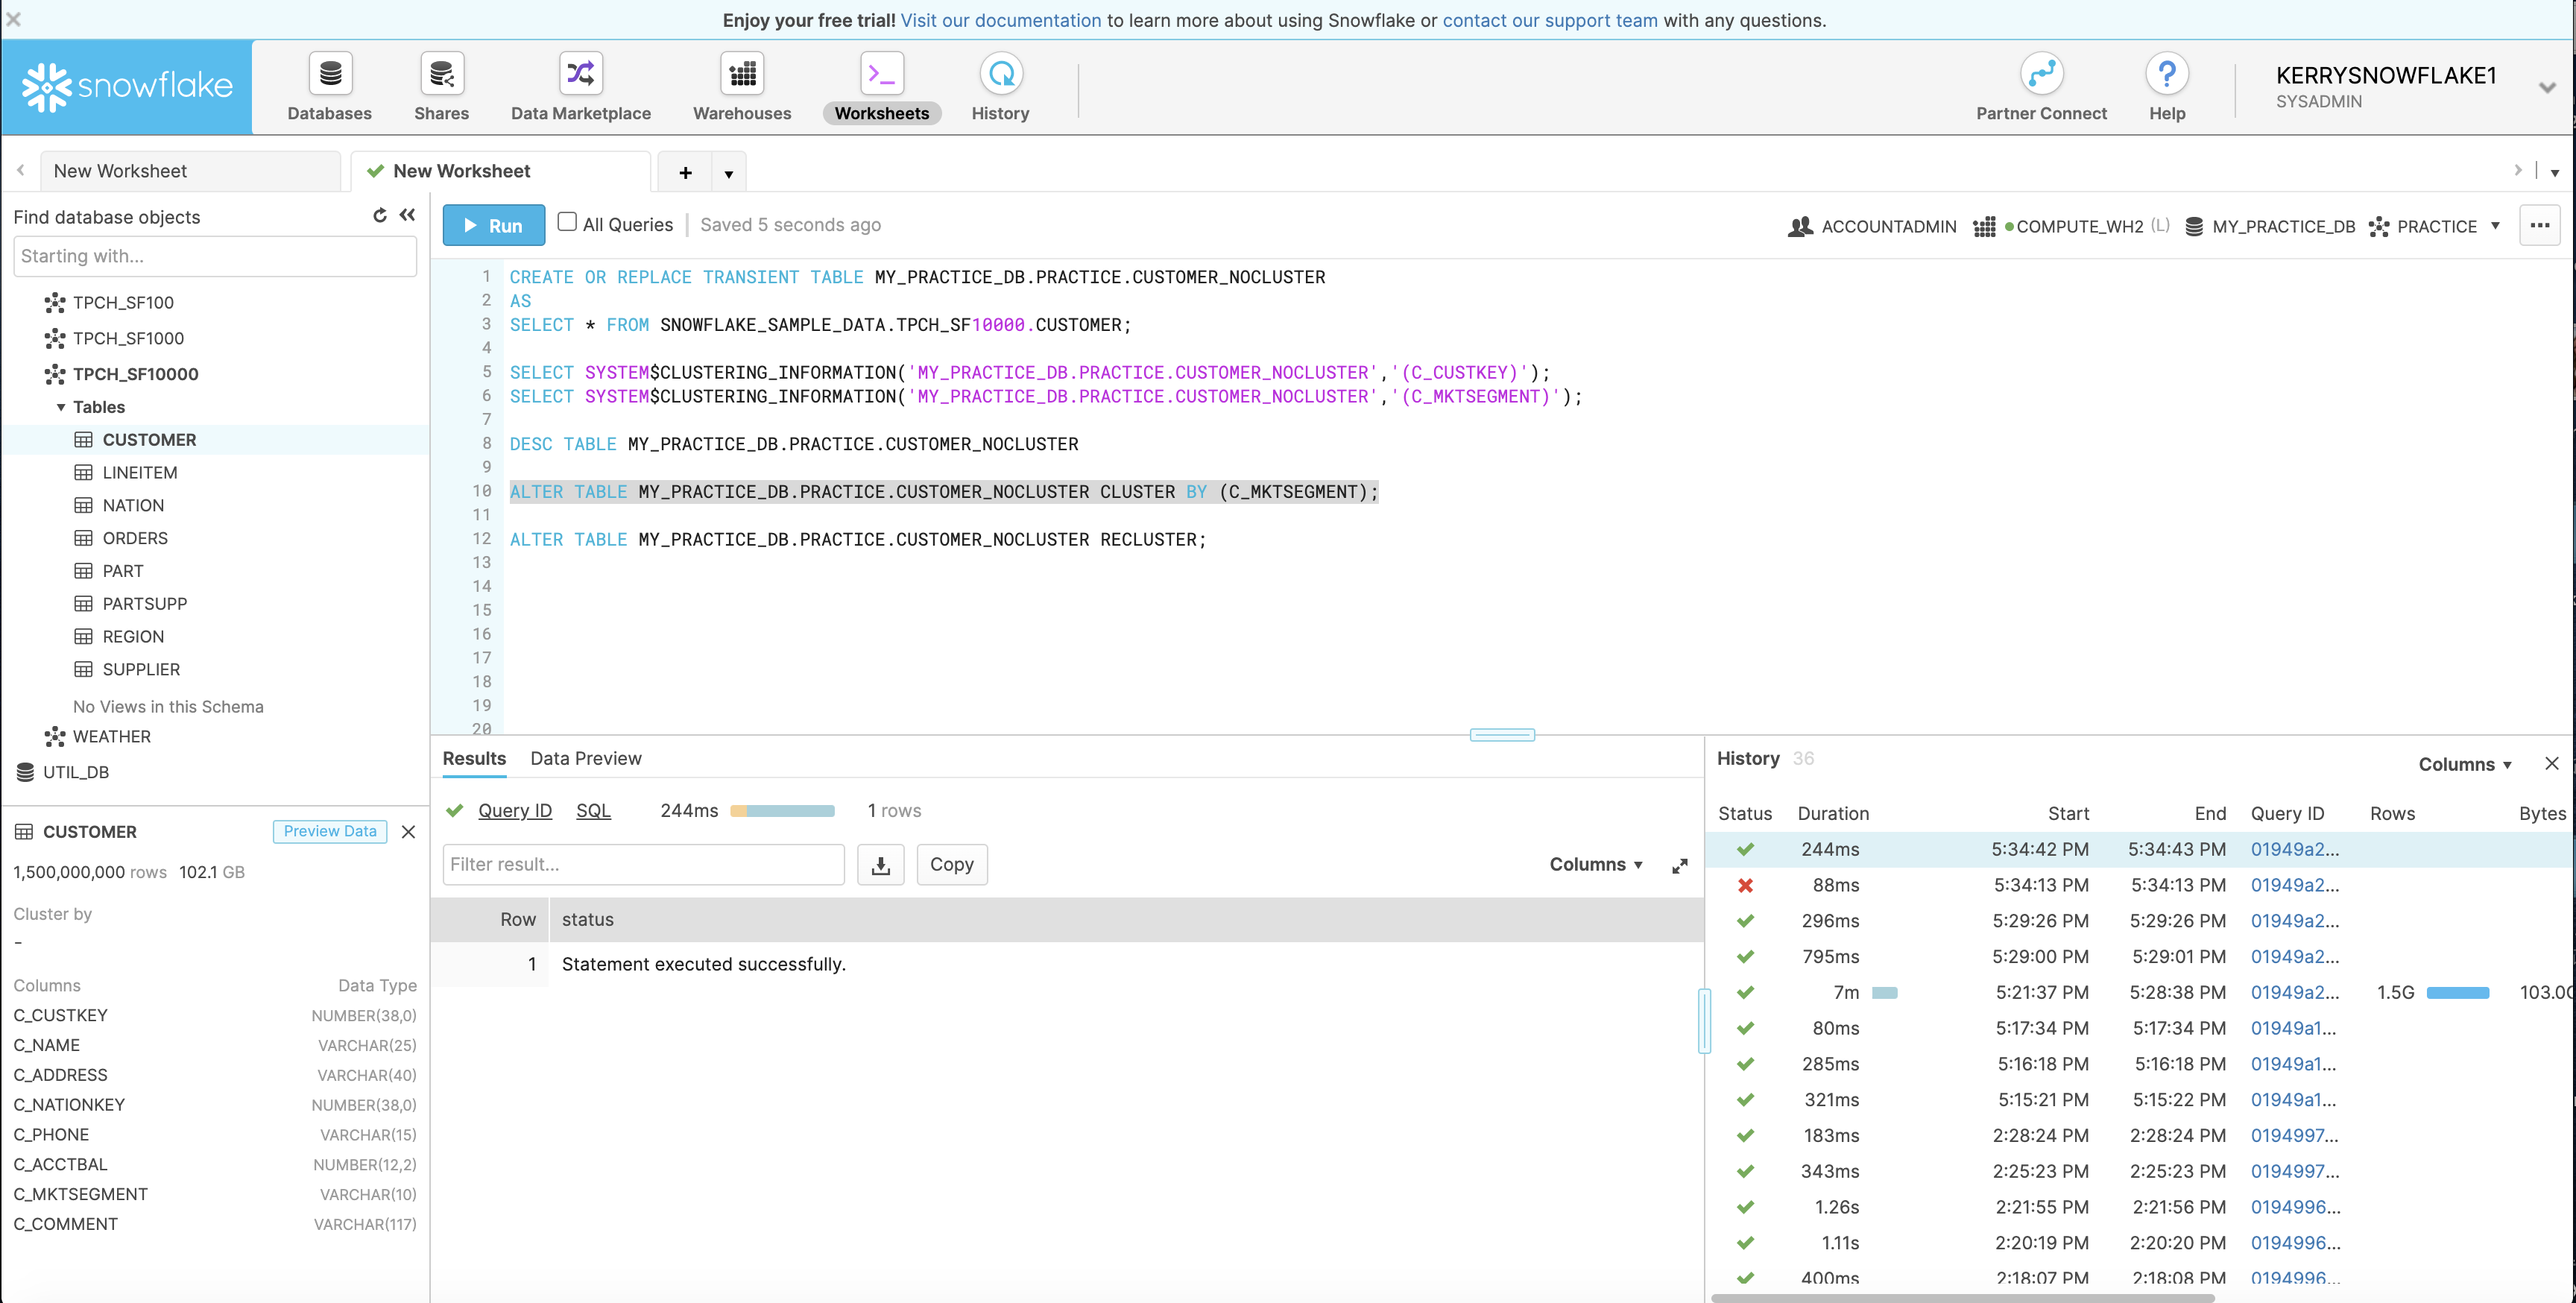 Enjoy your free trial! Visit our documentation to learn more about using Snowflake or contact our support team with any questions.
snowflake
Databases
Shares
Data Marketplace
Warehouses
Worksheets
History
Partner Connect
Help
KERRYSNOWFLAKE1
SYSADMIN
New Worksheet
New Worksheet
Find database objects
Starting with...
TPCH_SF100
TPCH_SF1000
TPCH_SF10000
Tables
CUSTOMER
LINEITEM
NATION
ORDERS
PART
PARTSUPP
REGION
SUPPLIER
No Views in this Schema
WEATHER
UTIL_DB
CUSTOMER Preview Data
1,500,000,000 rows 102.1 GB
Cluster by
-
Columns Data Type
C_CUSTKEY NUMBER(38,0)
C_NAME VARCHAR(25)
C_ADDRESS VARCHAR(40)
C_NATIONKEY NUMBER(38,0)
C_PHONE VARCHAR(15)
C_ACCTBAL NUMBER(12,2)
C_MKTSEGMENT VARCHAR(10)
C_COMMENT VARCHAR(117)
Run All Queries Saved 5 seconds ago ACCOUNTADMIN COMPUTE_WH2 (L) MY_PRACTICE_DB PRACTICE ...
1 CREATE OR REPLACE TRANSIENT TABLE MY_PRACTICE_DB.PRACTICE.CUSTOMER_NOCLUSTER
2 AS
3 SELECT * FROM SNOWFLAKE_SAMPLE_DATA.TPCH_SF10000.CUSTOMER;
4
5 SELECT SYSTEM$CLUSTERING_INFORMATION('MY_PRACTICE_DB.PRACTICE.CUSTOMER_NOCLUSTER','(C_CUSTKEY)');
6 SELECT SYSTEM$CLUSTERING_INFORMATION('MY_PRACTICE_DB.PRACTICE.CUSTOMER_NOCLUSTER','(C_MKTSEGMENT)');
7
8 DESC TABLE MY_PRACTICE_DB.PRACTICE.CUSTOMER_NOCLUSTER
9
10 ALTER TABLE MY_PRACTICE_DB.PRACTICE.CUSTOMER_NOCLUSTER CLUSTER BY (C_MKTSEGMENT);
11
12 ALTER TABLE MY_PRACTICE_DB.PRACTICE.CUSTOMER_NOCLUSTER RECLUSTER;
13
14
15
16
17
18
19
20
Results Data Preview
Query ID SQL 244ms 1 rows
Filter result... Copy Columns
Row status
1 Statement executed successfully.
History 36 Columns
Status Duration Start End Query ID Rows Bytes
244ms 5:34:42 PM 5:34:43 PM 01949a2...
88ms 5:34:13 PM 5:34:13 PM 01949a2...
296ms 5:29:26 PM 5:29:26 PM 01949a2...
795ms 5:29:00 PM 5:29:01 PM 01949a2...
7m 5:21:37 PM 5:28:38 PM 01949a2... 1.5G 103.0
80ms 5:17:34 PM 5:17:34 PM 01949a1...
285ms 5:16:18 PM 5:16:18 PM 01949a1...
321ms 5:15:21 PM 5:15:22 PM 01949a1...
183ms 2:28:24 PM 2:28:24 PM 0194997...
343ms 2:25:23 PM 2:25:23 PM 0194997...
1.26s 2:21:55 PM 2:21:56 PM 0194996...
1.11s 2:20:19 PM 2:20:20 PM 0194996...
400ms 2:18:07 PM 2:18:08 PM 0194996...